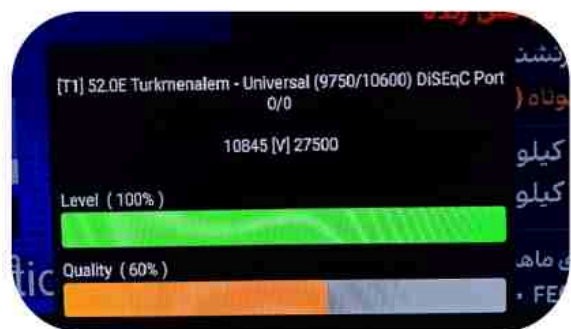 [T1] 52.0E Turkmenalem - Universal (9750/10600) DiSEqC Port
0/0
10845 [V] 27500
Level (100%)
Quality (60%)
کیلو
کیلو